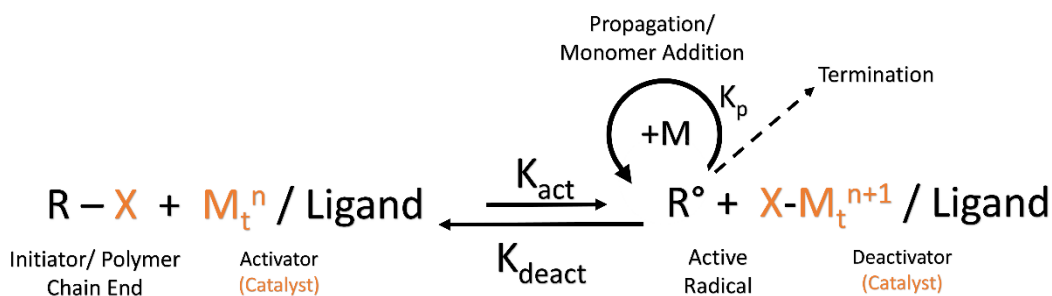 Propagation/
Monomer Addition
Termination
Kp
+M
Kact
R – X + Mtⁿ / Ligand
R° + X-Mtⁿ⁺¹ / Ligand
Kdeact
Initiator/ Polymer
Chain End
Activator
(Catalyst)
Active
Radical
Deactivator
(Catalyst)